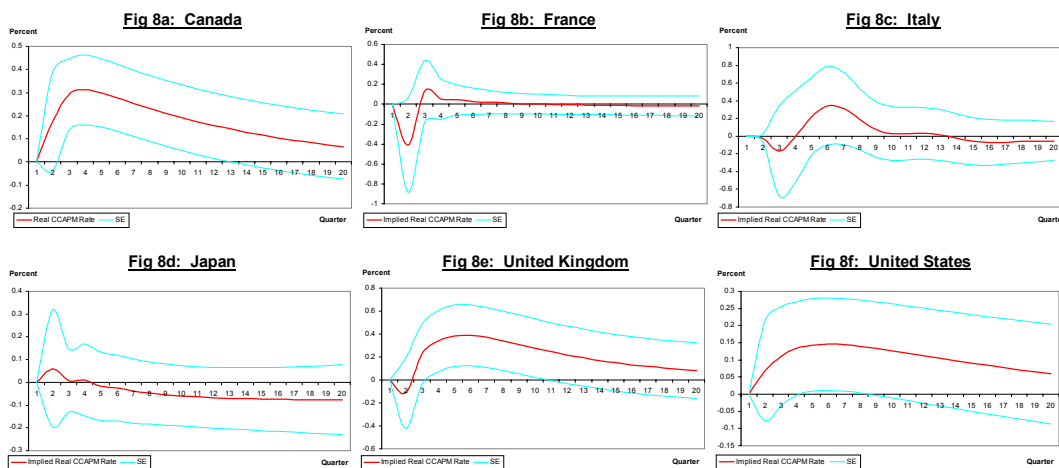 Fig 8a: Canada
Percent
0.5
0.4
0.3
0.2
0.1
0
-0.1
-0.2
1 2 3 4 5 6 7 8 9 10 11 12 13 14 15 16 17 18 19 20
Real CCAPM Rate SE
Quarter
Fig 8b: France
Percent
0.6
0.4
0.2
0
-0.2
-0.4
-0.6
-0.8
-1
1 2 3 4 5 6 7 8 9 10 11 12 13 14 15 16 17 18 19 20
Implied Real CCAPM Rate SE
Quarter
Fig 8c: Italy
Percent
1
0.8
0.6
0.4
0.2
0
-0.2
-0.4
-0.6
-0.8
1 2 3 4 5 6 7 8 9 10 11 12 13 14 15 16 17 18 19 20
Implied Real CCAPM Rate SE
Quarter
Fig 8d: Japan
Percent
0.4
0.3
0.2
0.1
0
-0.1
-0.2
-0.3
1 2 3 4 5 6 7 8 9 10 11 12 13 14 15 16 17 18 19 20
Implied Real CCAPM Rate SE
Quarter
Fig 8e: United Kingdom
Percent
0.8
0.6
0.4
0.2
0
-0.2
-0.4
-0.6
1 2 3 4 5 6 7 8 9 10 11 12 13 14 15 16 17 18 19 20
Implied Real CCAPM Rate SE
Quarter
Fig 8f: United States
Percent
0.3
0.25
0.2
0.15
0.1
0.05
0
-0.05
-0.1
-0.15
1 2 3 4 5 6 7 8 9 10 11 12 13 14 15 16 17 18 19 20
Implied Real CCAPM Rate SE
Quarter